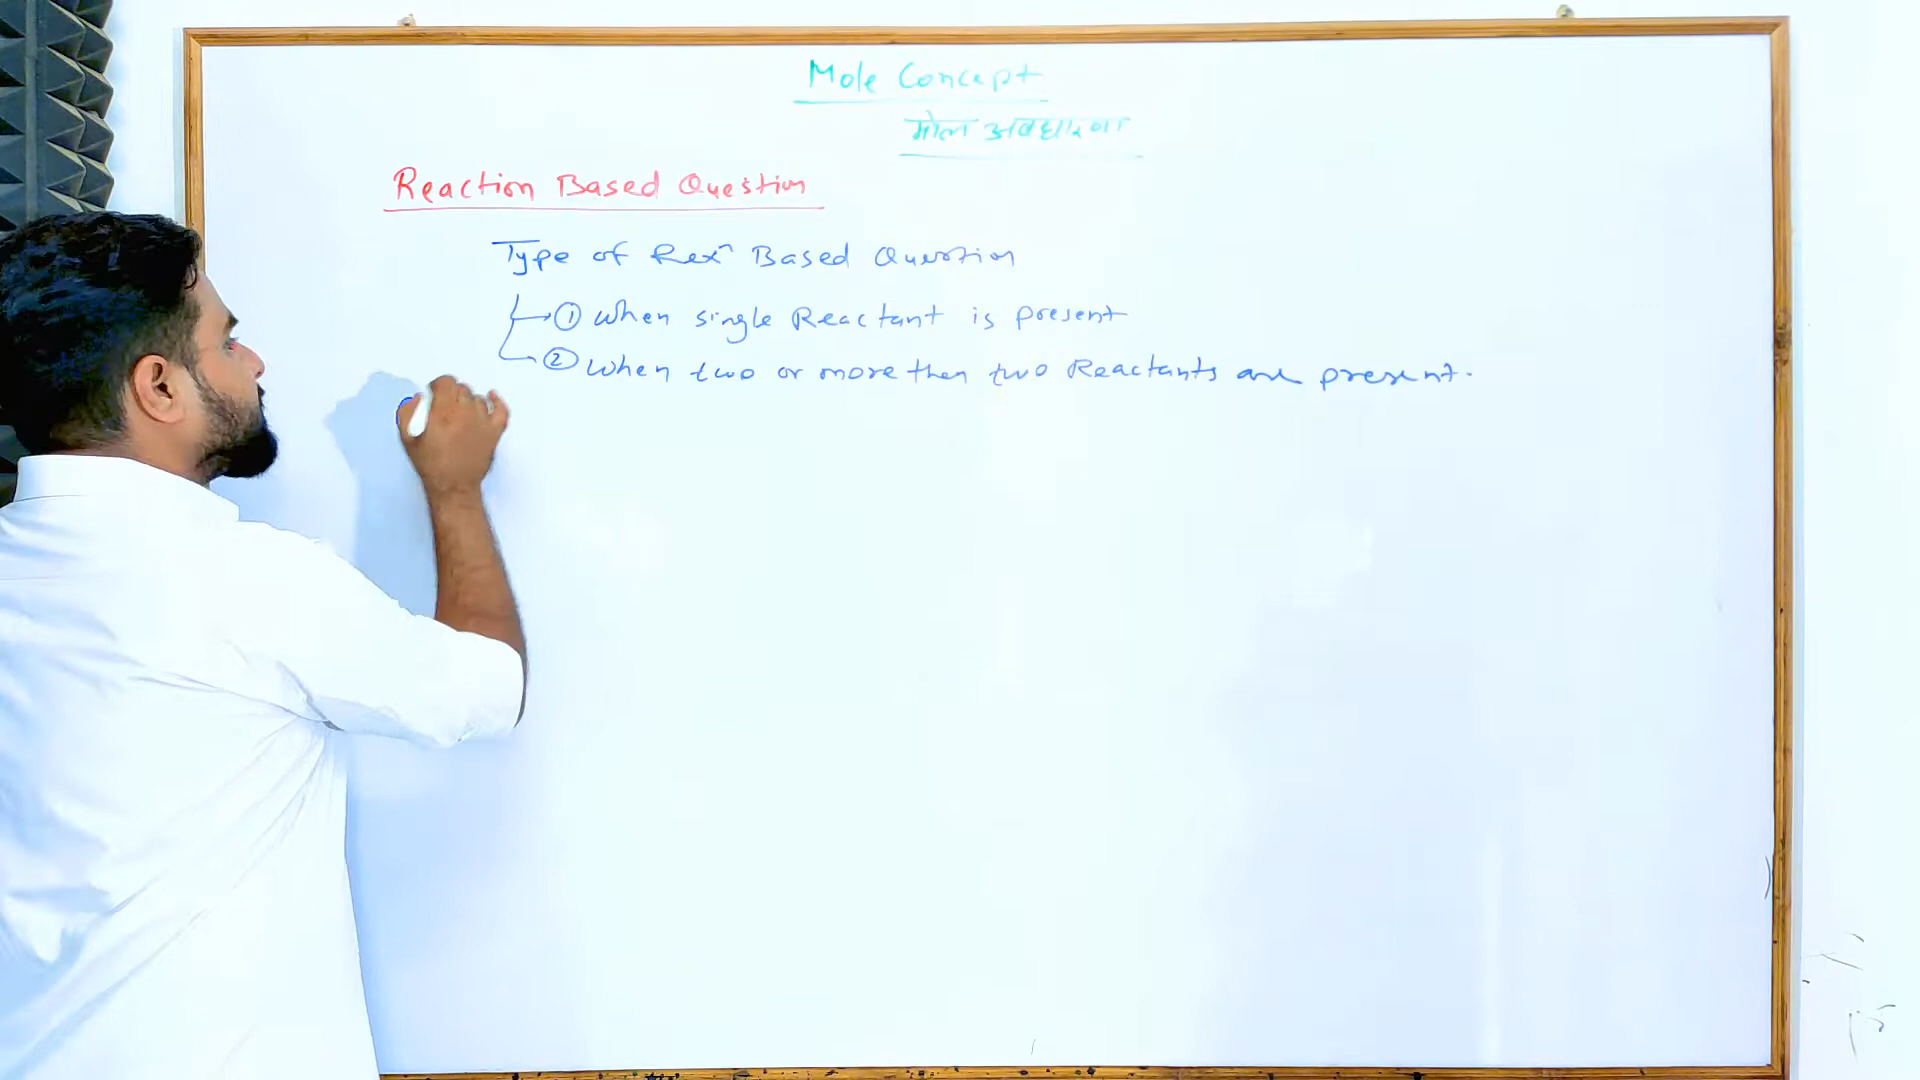 Mole Concept
मोल अवधारणा
Reaction Based Question
Type of Rexⁿ Based Question
① When single Reactant is present
② When two or more then two Reactants are present.